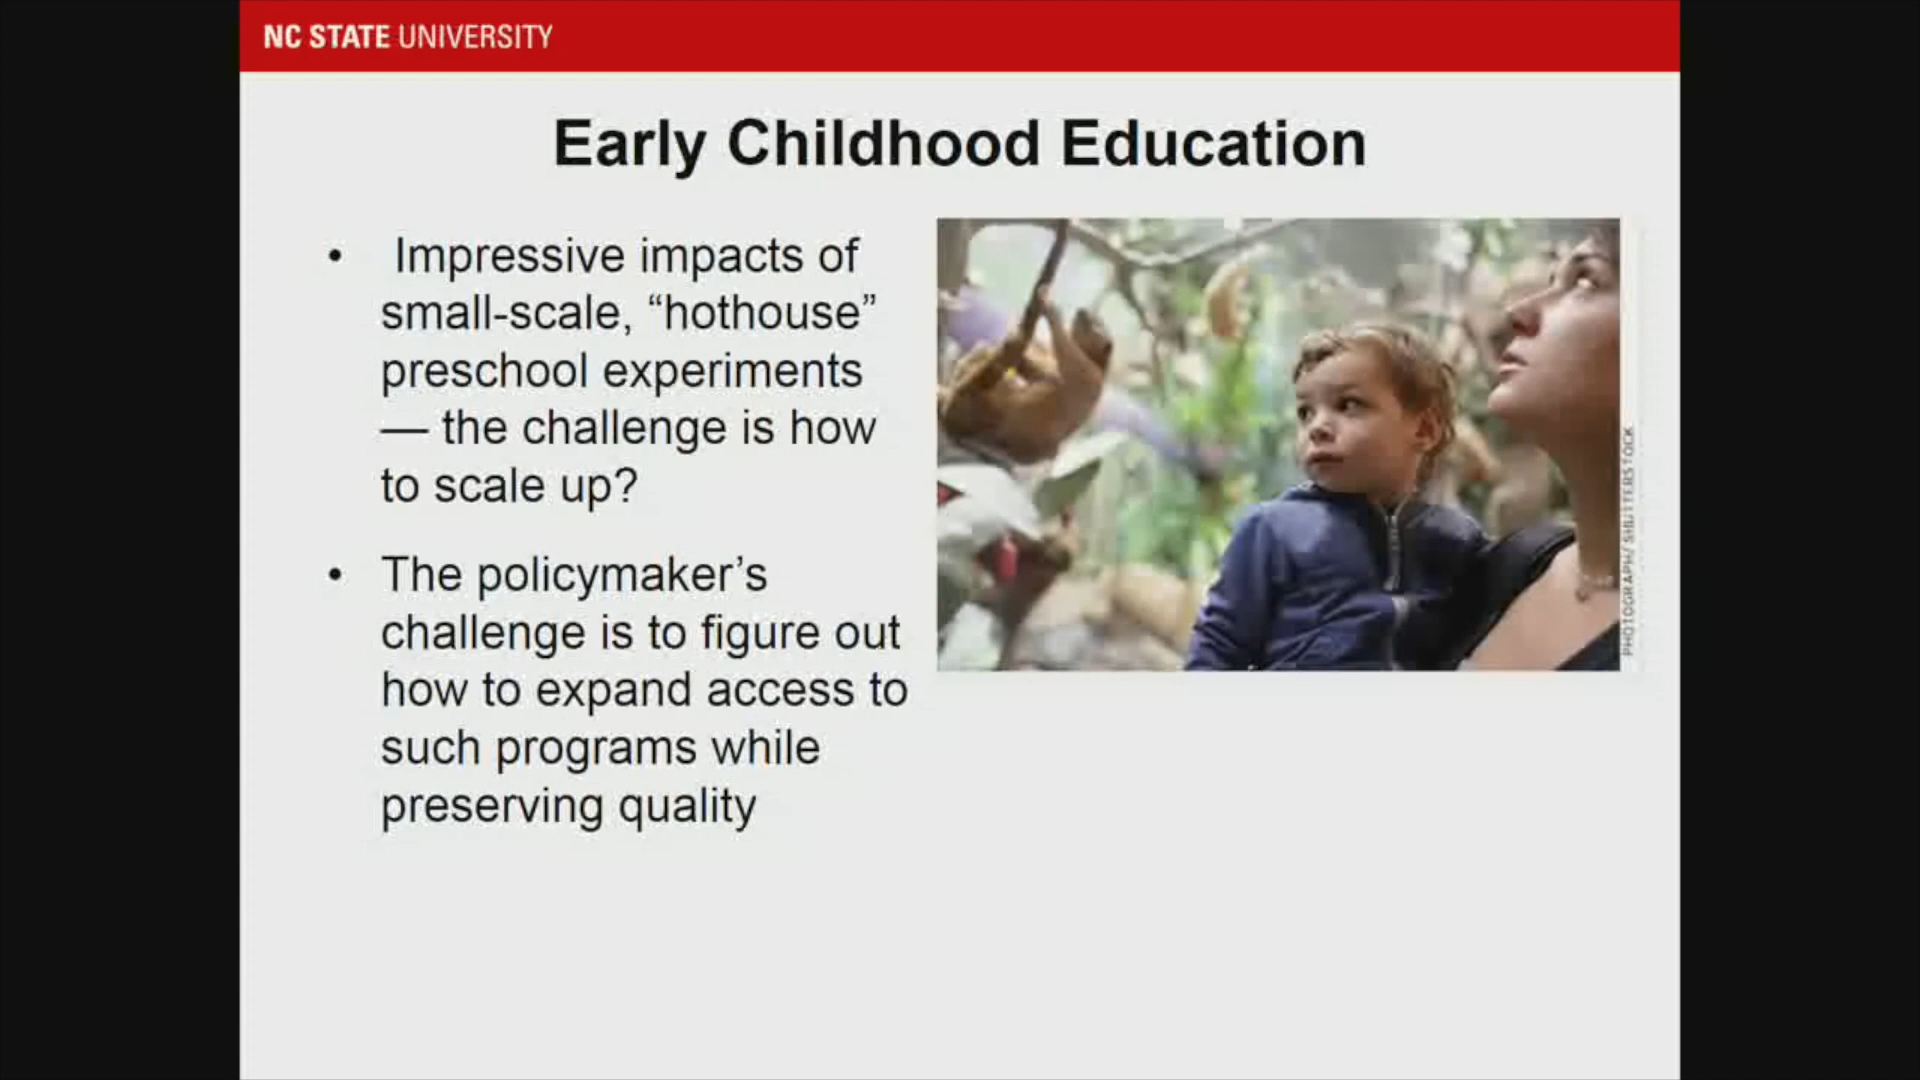 NC STATE UNIVERSITY
Early Childhood Education
• Impressive impacts of
small-scale, “hothouse”
preschool experiments
— the challenge is how
to scale up?
• The policymaker’s
challenge is to figure out
how to expand access to
such programs while
preserving quality
PHOTOGRAPH/ SHUTTERSTOCK